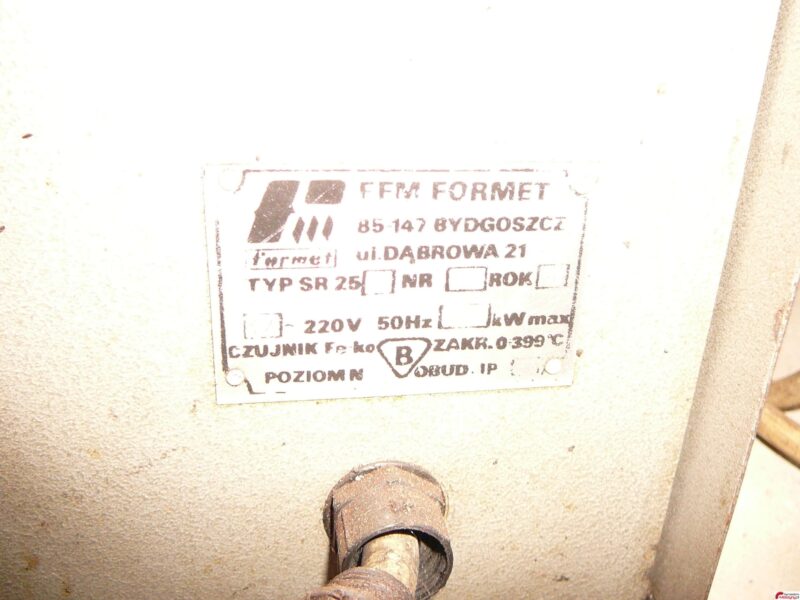 FFM FORMET
85-147 BYDGOSZCZ
formet ul. DĄBROWA 21
TYP SR 25 NR ROK
~ 220V 50Hz kW max
CZUJNIK Fe-ko B ZAKR. 0-399°C
POZIOM N OBUD. IP